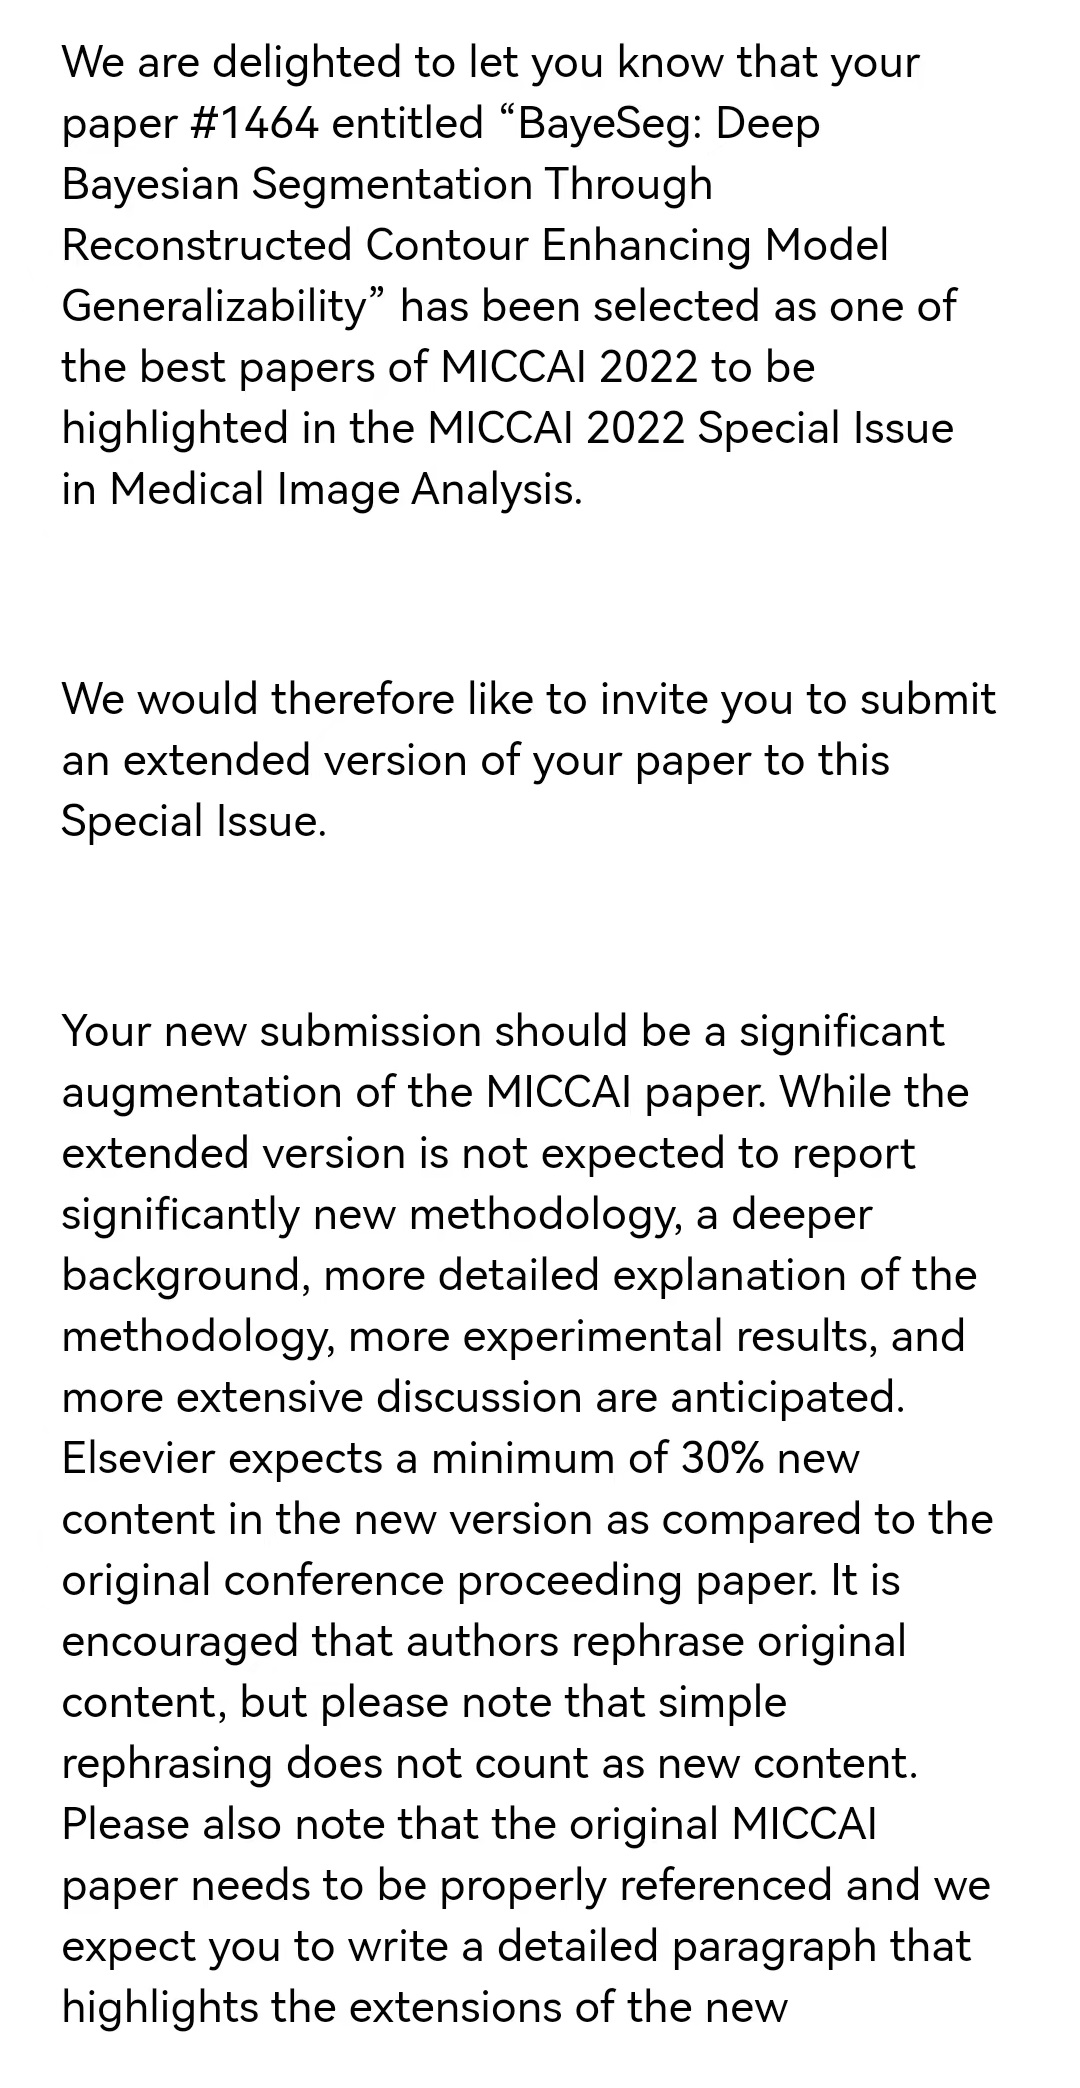 We are delighted to let you know that your
paper #1464 entitled “BayeSeg: Deep
Bayesian Segmentation Through
Reconstructed Contour Enhancing Model
Generalizability” has been selected as one of
the best papers of MICCAI 2022 to be
highlighted in the MICCAI 2022 Special Issue
in Medical Image Analysis.
We would therefore like to invite you to submit
an extended version of your paper to this
Special Issue.
Your new submission should be a significant
augmentation of the MICCAI paper. While the
extended version is not expected to report
significantly new methodology, a deeper
background, more detailed explanation of the
methodology, more experimental results, and
more extensive discussion are anticipated.
Elsevier expects a minimum of 30% new
content in the new version as compared to the
original conference proceeding paper. It is
encouraged that authors rephrase original
content, but please note that simple
rephrasing does not count as new content.
Please also note that the original MICCAI
paper needs to be properly referenced and we
expect you to write a detailed paragraph that
highlights the extensions of the new